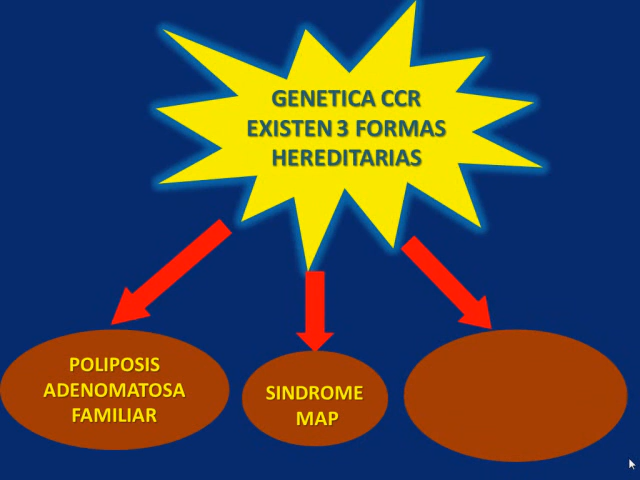 GENETICA CCR
EXISTEN 3 FORMAS
HEREDITARIAS
POLIPOSIS
ADENOMATOSA
FAMILIAR
SINDROME
MAP